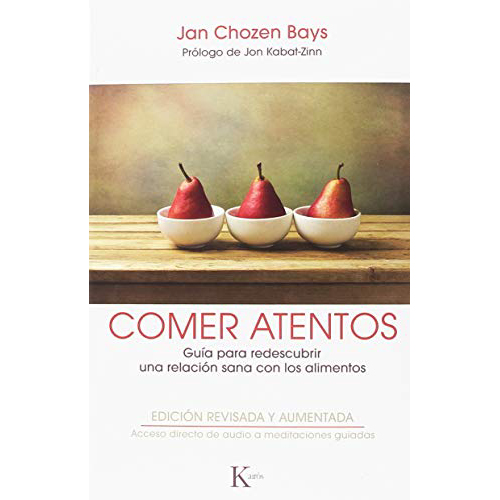 Jan Chozen Bays
Prólogo de Jon Kabat-Zinn
COMER ATENTOS
Guía para redescubrir
una relación sana con los alimentos
EDICIÓN REVISADA Y AUMENTADA
Acceso directo de audio a meditaciones guiadas
Kairós